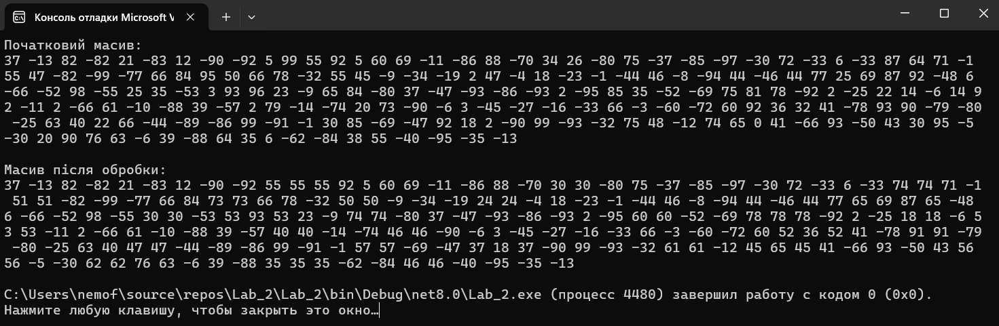 Консоль отладки Microsoft V
Початковий масив:
37 -13 82 -82 21 -83 12 -90 -92 5 99 55 92 5 60 69 -11 -86 88 -70 34 26 -80 75 -37 -85 -97 -30 72 -33 6 -33 87 64 71 -1
55 47 -82 -99 -77 66 84 95 50 66 78 -32 55 45 -9 -34 -19 2 47 -4 18 -23 -1 -44 46 -8 -94 44 -46 44 77 25 69 87 92 -48 6
-66 -52 98 -55 25 35 -53 3 93 96 23 -9 65 84 -80 37 -47 -93 -86 -93 2 -95 85 35 -52 -69 75 81 78 -92 2 -25 22 14 -6 14 9
2 -11 2 -66 61 -10 -88 39 -57 2 79 -14 -74 20 73 -90 -6 3 -45 -27 -16 -33 66 -3 -60 -72 60 92 36 32 41 -78 93 90 -79 -80
-25 63 40 22 66 -44 -89 -86 99 -91 -1 30 85 -69 -47 92 18 2 -90 99 -93 -32 75 48 -12 74 65 0 41 -66 93 -50 43 30 95 -5
-30 20 90 76 63 -6 39 -88 64 35 6 -62 -84 38 55 -40 -95 -35 -13
Масив після обробки:
37 -13 82 -82 21 -83 12 -90 -92 55 55 55 92 5 60 69 -11 -86 88 -70 30 30 -80 75 -37 -85 -97 -30 72 -33 6 -33 74 74 71 -1
51 51 -82 -99 -77 66 84 73 73 66 78 -32 50 50 -9 -34 -19 24 24 -4 18 -23 -1 -44 46 -8 -94 44 -46 44 77 65 69 87 65 -48
6 -66 -52 98 -55 30 30 -53 53 93 53 23 -9 74 74 -80 37 -47 -93 -86 -93 2 -95 60 60 -52 -69 78 78 78 -92 2 -25 18 18 -6 5
3 53 -11 2 -66 61 -10 -88 39 -57 40 40 -14 -74 46 46 -90 -6 3 -45 -27 -16 -33 66 -3 -60 -72 60 52 36 52 41 -78 91 91 -79
-80 -25 63 40 47 47 -44 -89 -86 99 -91 -1 57 57 -69 -47 37 18 37 -90 99 -93 -32 61 61 -12 45 65 45 41 -66 93 -50 43 56
56 -5 -30 62 62 76 63 -6 39 -88 35 35 35 -62 -84 46 46 -40 -95 -35 -13
C:\Users\nemof\source\repos\Lab_2\Lab_2\bin\Debug\net8.0\Lab_2.exe (процесс 4480) завершил работу с кодом 0 (0x0).
Нажмите любую клавишу, чтобы закрыть это окно…